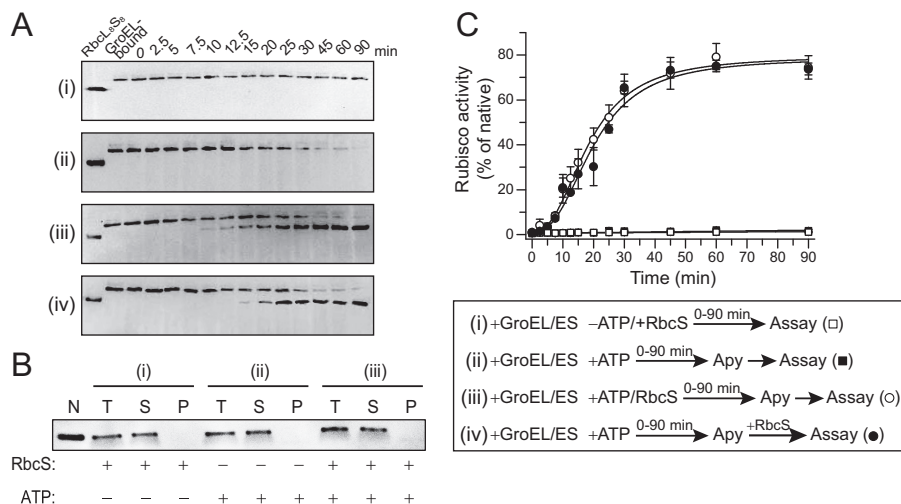 A
RbcL₈S₈
GroEL-bound
0 2.5 5 7.5 10 12.5 15 20 25 30 45 60 90 min
(i)
(ii)
(iii)
(iv)
B
(i) (ii) (iii)
N T S P T S P T S P
RbcS: + + + – – – + + +
ATP: – – – + + + + + +
C
Rubisco activity
(% of native)
80
60
40
20
0
0 10 20 30 40 50 60 70 80 90
Time (min)
(i) +GroEL/ES –ATP/+RbcS 0-90 min Assay (□)
(ii) +GroEL/ES +ATP 0-90 min Apy Assay (■)
(iii) +GroEL/ES +ATP/RbcS 0-90 min Apy Assay (○)
(iv) +GroEL/ES +ATP 0-90 min Apy +RbcS Assay (●)